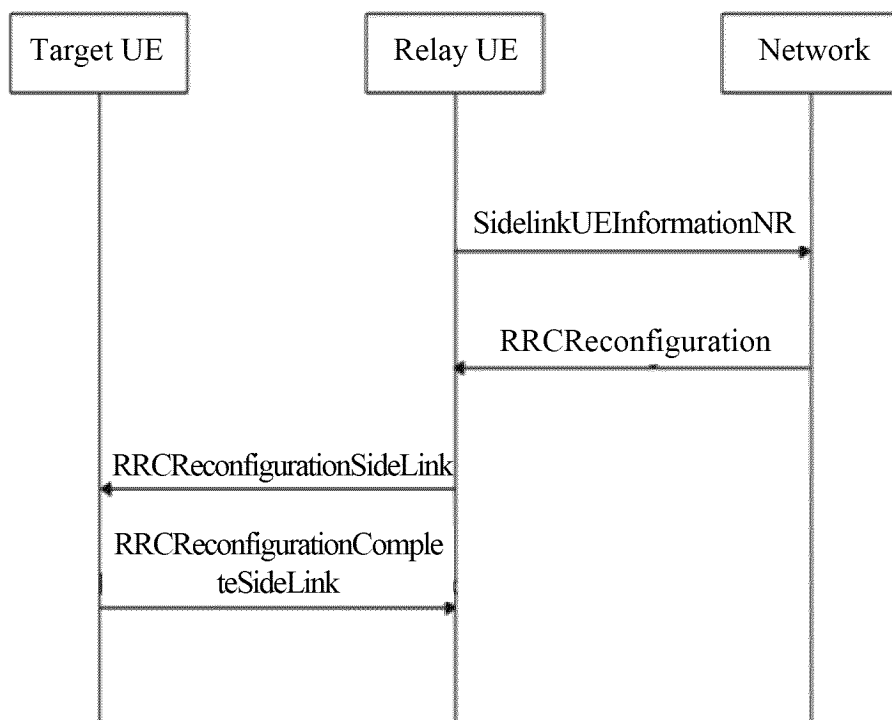 Target UE
Relay UE
Network
SidelinkUEInformationNR
RRCReconfiguration
RRCReconfigurationSideLink
RRCReconfigurationComple
teSideLink